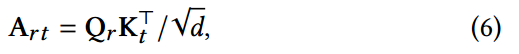 A_{rt} = Q_r K_t^⊤ / √d, (6)